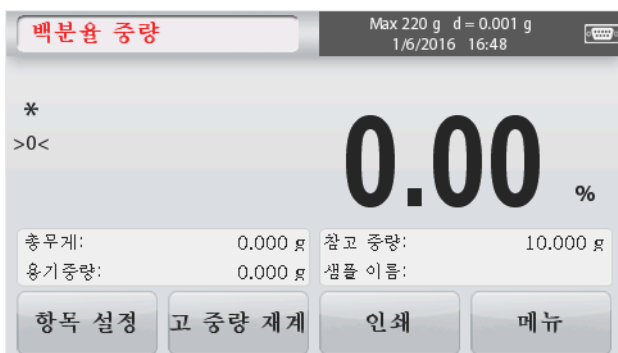 백분율 중량
Max 220 g d = 0.001 g
1/6/2016 16:48
*
>0<
0.00 %
총무게: 0.000 g
용기중량: 0.000 g
참고 중량: 10.000 g
샘플 이름:
항목 설정
고 중량 재계
인쇄
메뉴